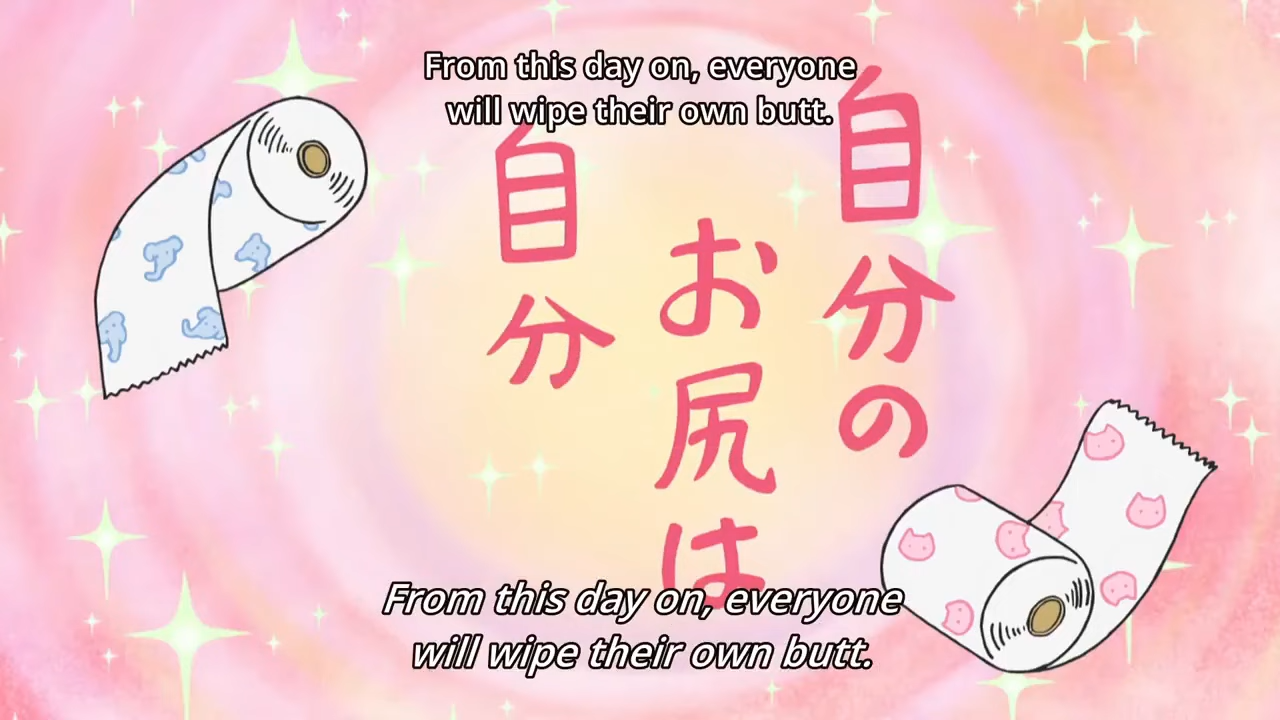 From this day on, everyone
will wipe their own butt.
自分の
お尻は
自分
From this day on, everyone
will wipe their own butt.